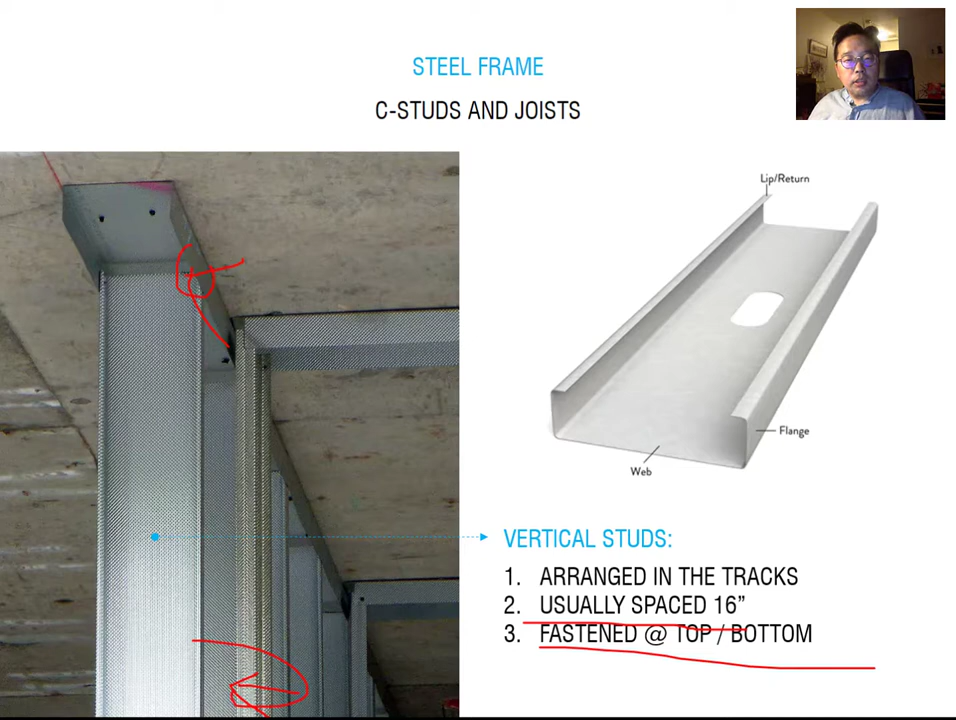 STEEL FRAME
C-STUDS AND JOISTS
Lip/Return
Flange
Web
VERTICAL STUDS:
1. ARRANGED IN THE TRACKS
2. USUALLY SPACED 16”
3. FASTENED @ TOP / BOTTOM